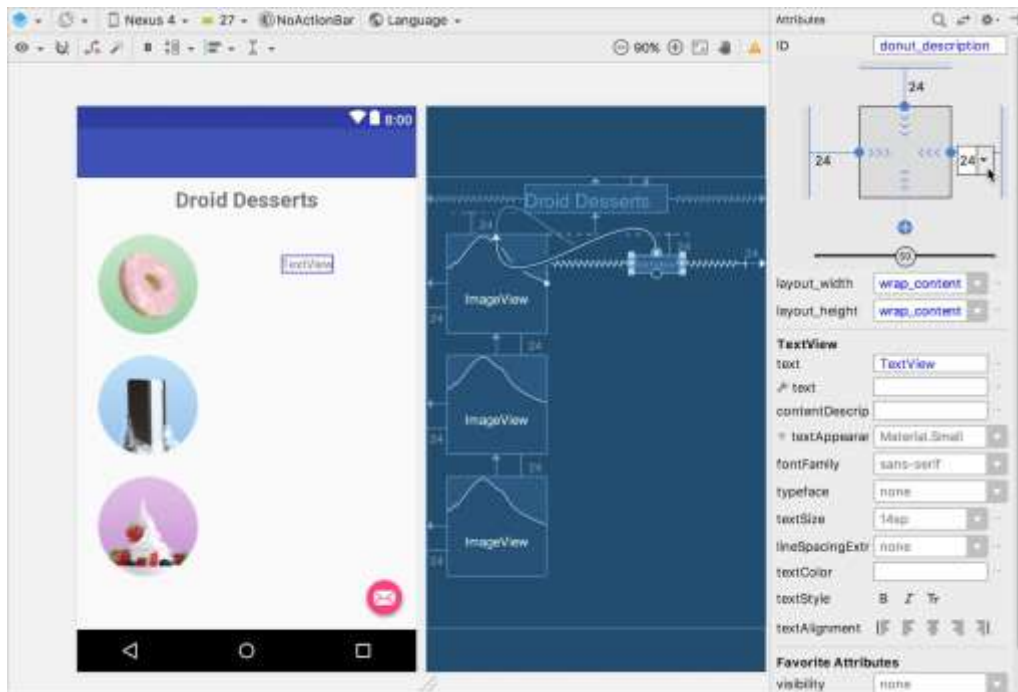 Nexus 4 27 NoActionBar Language
Attributes
90%
ID donut_description
24
24
24
50
8:00
Droid Desserts
TextView
Droid Desserts
24
24
24
ImageView
24
24
ImageView
24
24
ImageView
24
layout_width wrap_content
layout_height wrap_content
TextView
text TextView
text
contentDescrip
textAppearar Material.Small
fontFamily sans-serif
typeface none
textSize 14sp
lineSpacingExtr none
textColor
textStyle B I Tr
textAlignment
Favorite Attributes
visibility none